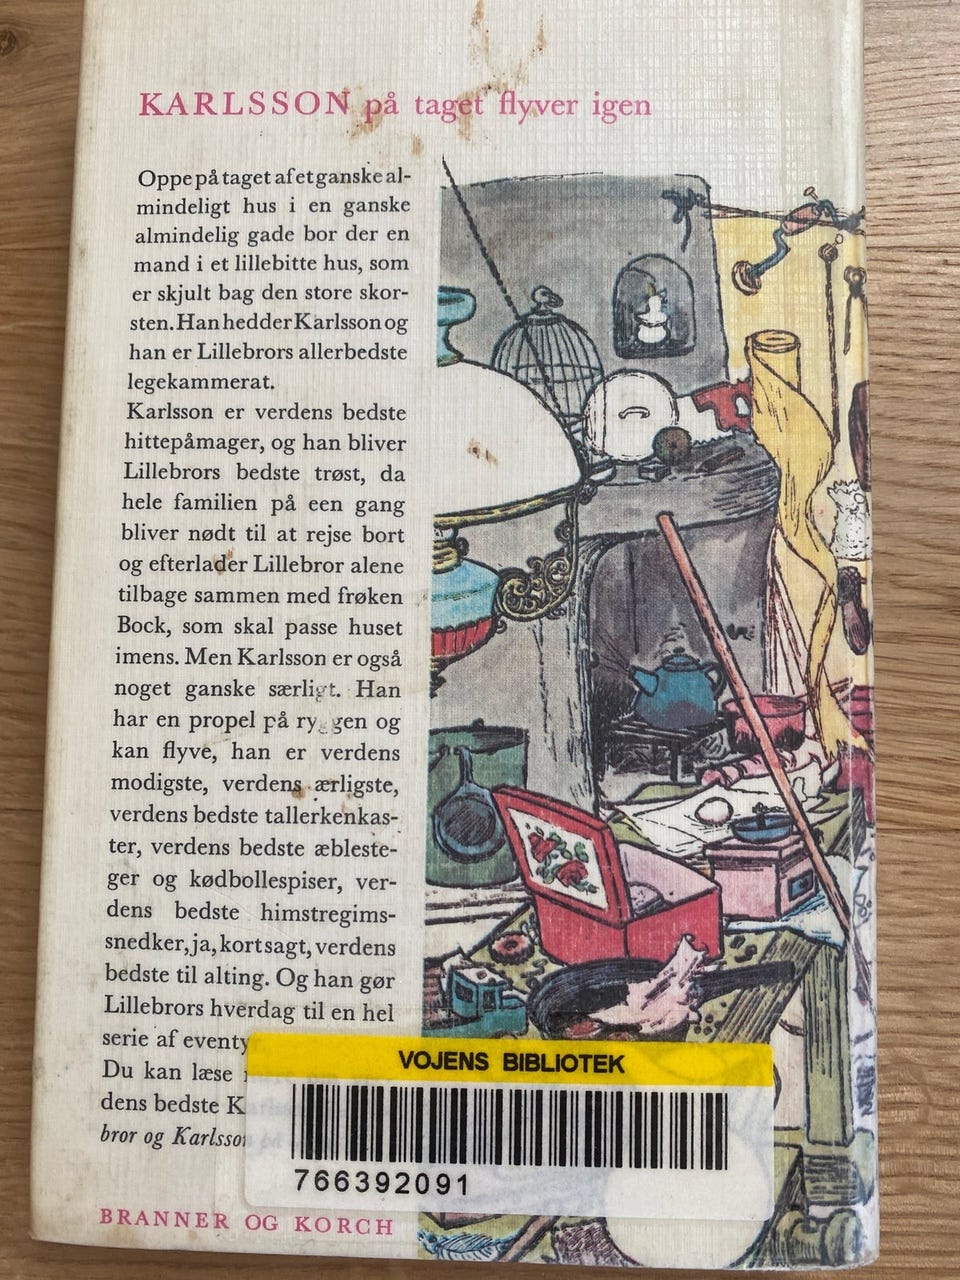 KARLSSON på taget flyver igen
Oppe på taget af et ganske al-
mindeligt hus i en ganske
almindelig gade bor der en
mand i et lillebitte hus, som
er skjult bag den store skor-
sten. Han hedder Karlsson og
han er Lillebrors allerbedste
legekammerat.
Karlsson er verdens bedste
hittepåmager, og han bliver
Lillebrors bedste trøst, da
hele familien på een gang
bliver nødt til at rejse bort
og efterlader Lillebror alene
tilbage sammen med frøken
Bock, som skal passe huset
imens. Men Karlsson er også
noget ganske særligt. Han
har en propel på ryggen og
kan flyve, han er verdens
modigste, verdens ærligste,
verdens bedste tallerkenkas-
ter, verdens bedste æbleste-
ger og kødbollespiser, ver-
dens bedste himstregims-
snedker, ja, kort sagt, verdens
bedste til alting. Og han gør
Lillebrors hverdag til en hel
serie af eventy
Du kan læse
dens bedste Karlsson
bror og Karlsson på
VOJENS BIBLIOTEK
766392091
BRANNER OG KORCH